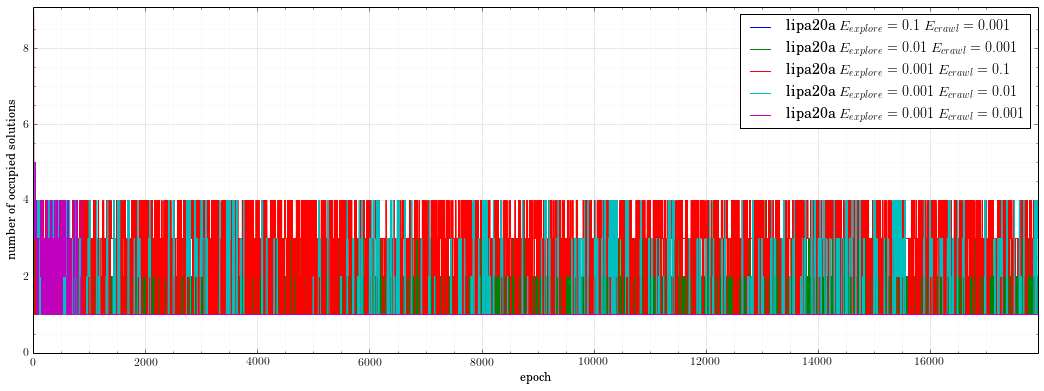 lipa20a E_explore = 0.1 E_crawl = 0.001
lipa20a E_explore = 0.01 E_crawl = 0.001
lipa20a E_explore = 0.001 E_crawl = 0.1
lipa20a E_explore = 0.001 E_crawl = 0.01
lipa20a E_explore = 0.001 E_crawl = 0.001
number of occupied solutions
8
6
4
2
0
0 2000 4000 6000 8000 10000 12000 14000 16000
epoch